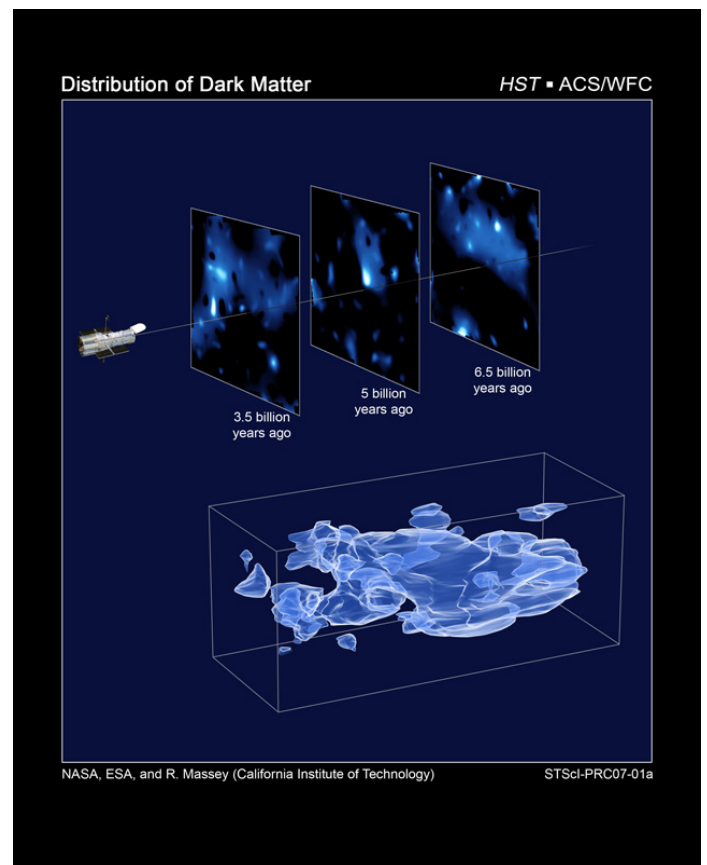 Distribution of Dark Matter
HST ▪ ACS/WFC
3.5 billion
years ago
5 billion
years ago
6.5 billion
years ago
NASA, ESA, and R. Massey (California Institute of Technology)
STScI-PRC07-01a